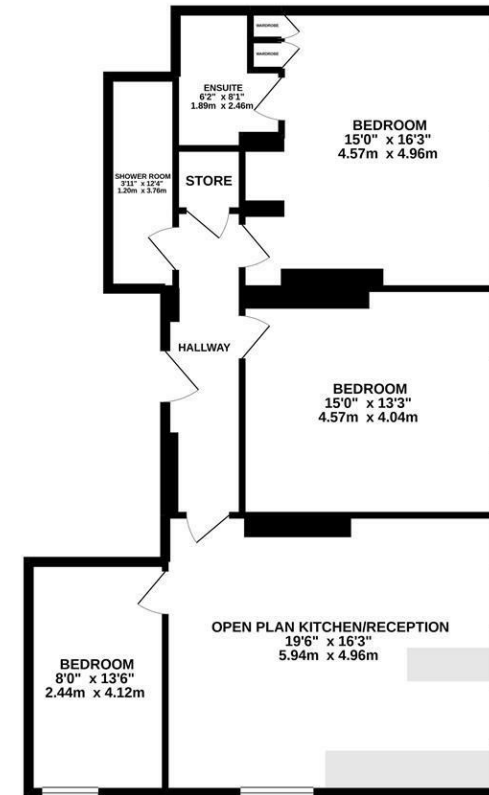 WARDROBE
WARDROBE
ENSUITE
6'2" x 8'1"
1.89m x 2.46m
BEDROOM
15'0" x 16'3"
4.57m x 4.96m
SHOWER ROOM
3'11" x 12'4"
1.20m x 3.76m
STORE
HALLWAY
BEDROOM
15'0" x 13'3"
4.57m x 4.04m
OPEN PLAN KITCHEN/RECEPTION
19'6" x 16'3"
5.94m x 4.96m
BEDROOM
8'0" x 13'6"
2.44m x 4.12m